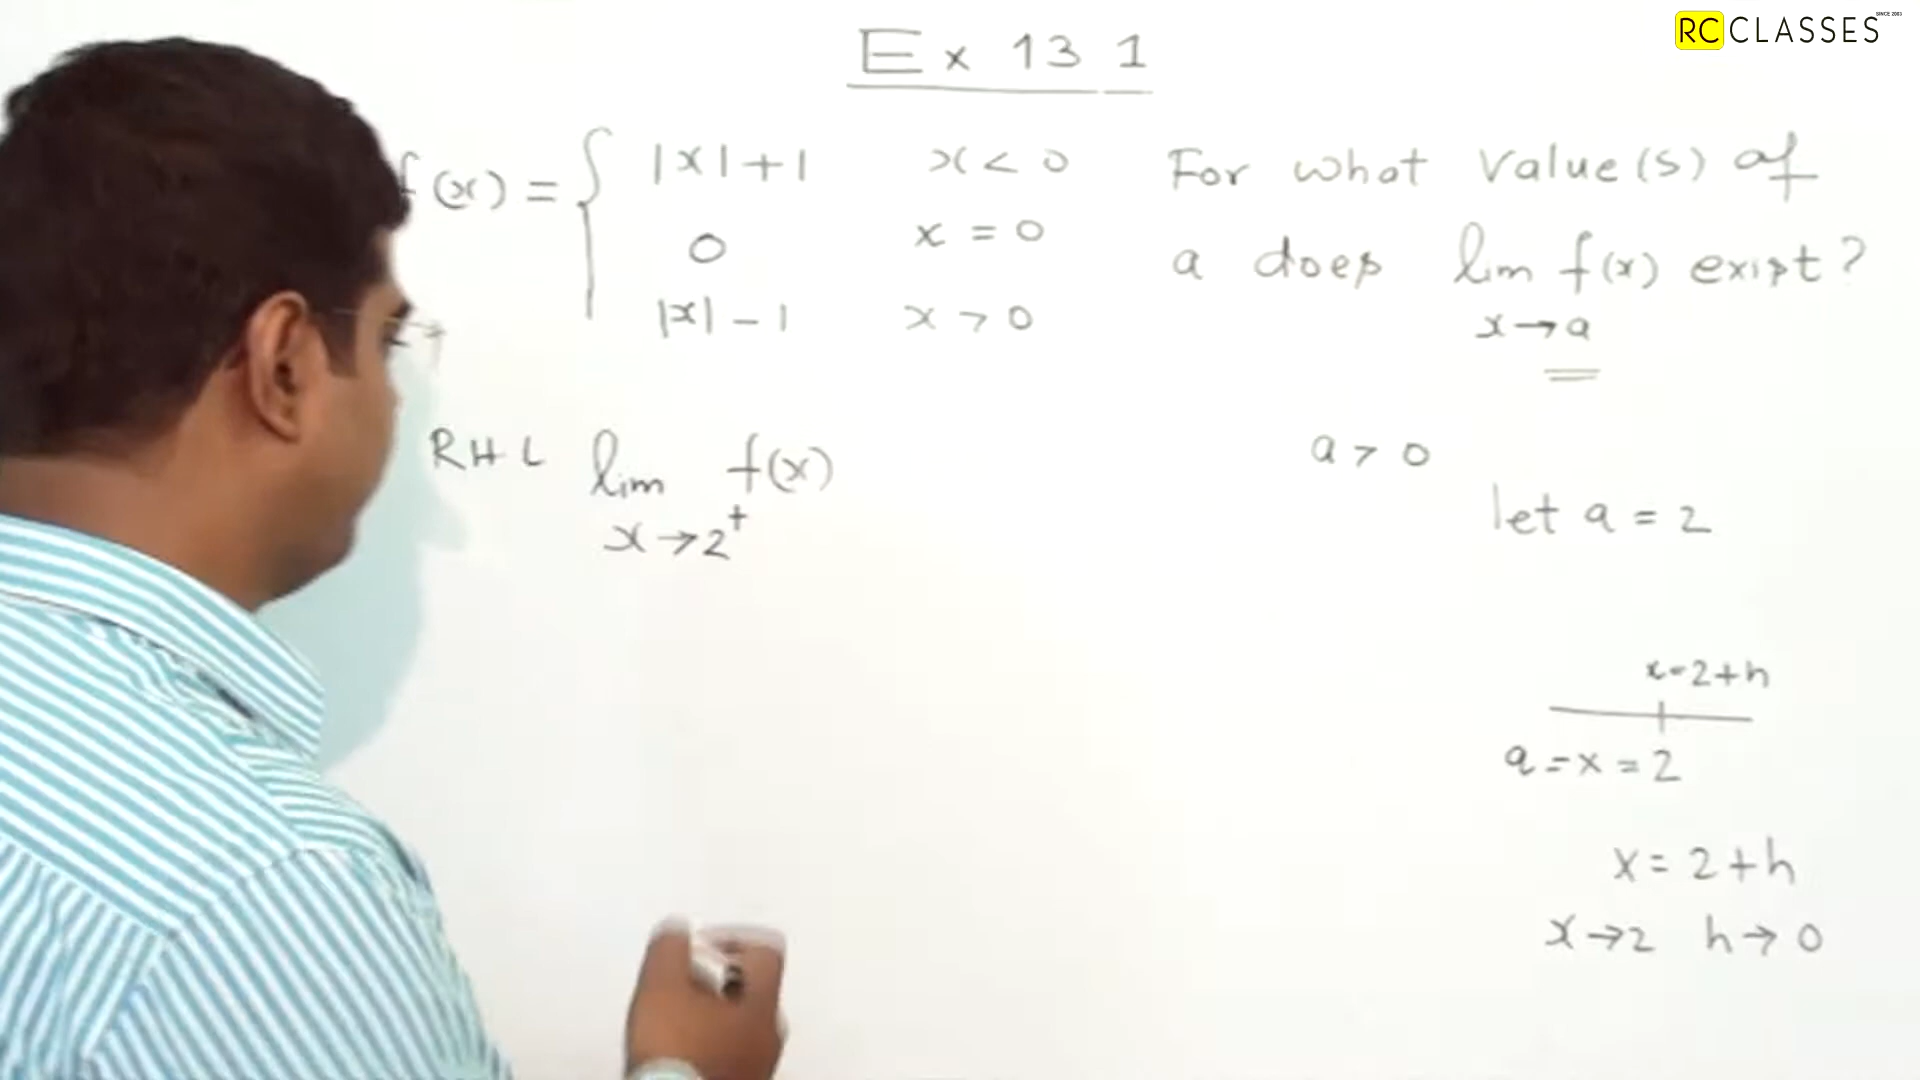 RC CLASSES
SINCE 2003
Ex 13 1
f(x) = { |x|+1 x < 0
0 x = 0
|x| - 1 x > 0
For what value(s) of
a does lim f(x) exist?
x→a
RHL lim f(x)
x→2⁺
a > 0
let a = 2
x=2+h
a = x = 2
x = 2+h
x→2 h→0